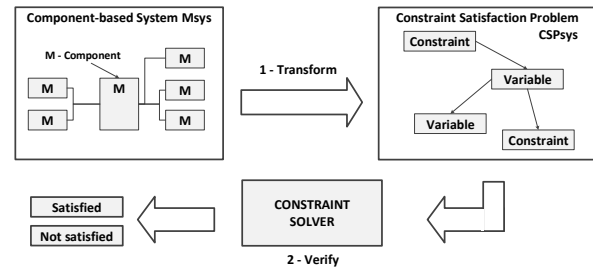 Component-based System Msys
M - Component
M
M
M
M
M
M
1 - Transform
Constraint Satisfaction Problem
CSPsys
Constraint
Variable
Variable
Constraint
Satisfied
Not satisfied
CONSTRAINT
SOLVER
2 - Verify